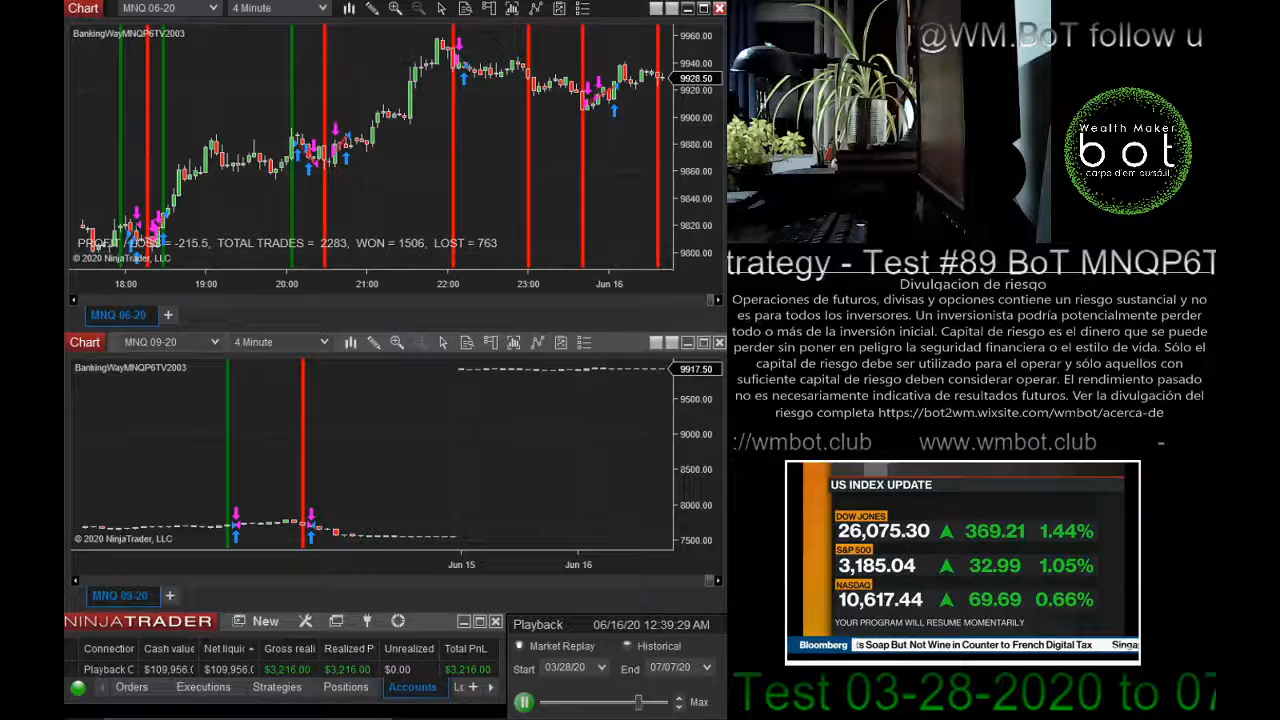 Chart MNQ 06-20 4 Minute
BankingWayMNQP6TV2003
9960.00
9940.00
9928.50
9920.00
9900.00
9880.00
9860.00
9840.00
9820.00
9800.00
PROFIT / LOSS = -215.5, TOTAL TRADES = 2283, WON = 1506, LOST = 763
© 2020 NinjaTrader, LLC
18:00 19:00 20:00 21:00 22:00 23:00 Jun 16
MNQ 06-20 +
Chart MNQ 09-20 4 Minute
BankingWayMNQP6TV2003
9917.50
9500.00
9000.00
8500.00
8000.00
7500.00
© 2020 NinjaTrader, LLC
Jun 15 Jun 16
MNQ 09-20 +
NINJATRADER New
Connection Cash value Net liquid Gross reali Realized P Unrealized Total PnL
Playback C $109,956. $109,956. $3,216.00 $3,216.00 $0.00 $3,216.00
Orders Executions Strategies Positions Accounts Lo +
Playback 06/16/20 12:39:29 AM
Market Replay Historical
Start 03/28/20 End 07/07/20
Max
@WM.BoT follow u
Wealth Maker
bot
trategy - Test #89 BoT MNQP6T
Divulgación de riesgo
Operaciones de futuros, divisas y opciones contiene un riesgo sustancial y no
es para todos los inversores. Un inversionista podría potencialmente perder
todo o más de la inversión inicial. Capital de riesgo es el dinero que se puede
perder sin poner en peligro la seguridad financiera o el estilo de vida. Sólo el
capital de riesgo debe ser utilizado para el operar y sólo aquellos con
suficiente capital de riesgo deben considerar operar. El rendimiento pasado
no es necesariamente indicativa de resultados futuros. Ver la divulgación del
riesgo completa https://bot2wm.wixsite.com/wmbot/acerca-de
://wmbot.club www.wmbot.club -
US INDEX UPDATE
DOW JONES
26,075.30 369.21 1.44%
S&P 500
3,185.04 32.99 1.05%
NASDAQ
10,617.44 69.69 0.66%
YOUR PROGRAM WILL RESUME MOMENTARILY
Bloomberg ts Soap But Not Wine in Counter to French Digital Tax Singa
Test 03-28-2020 to 07